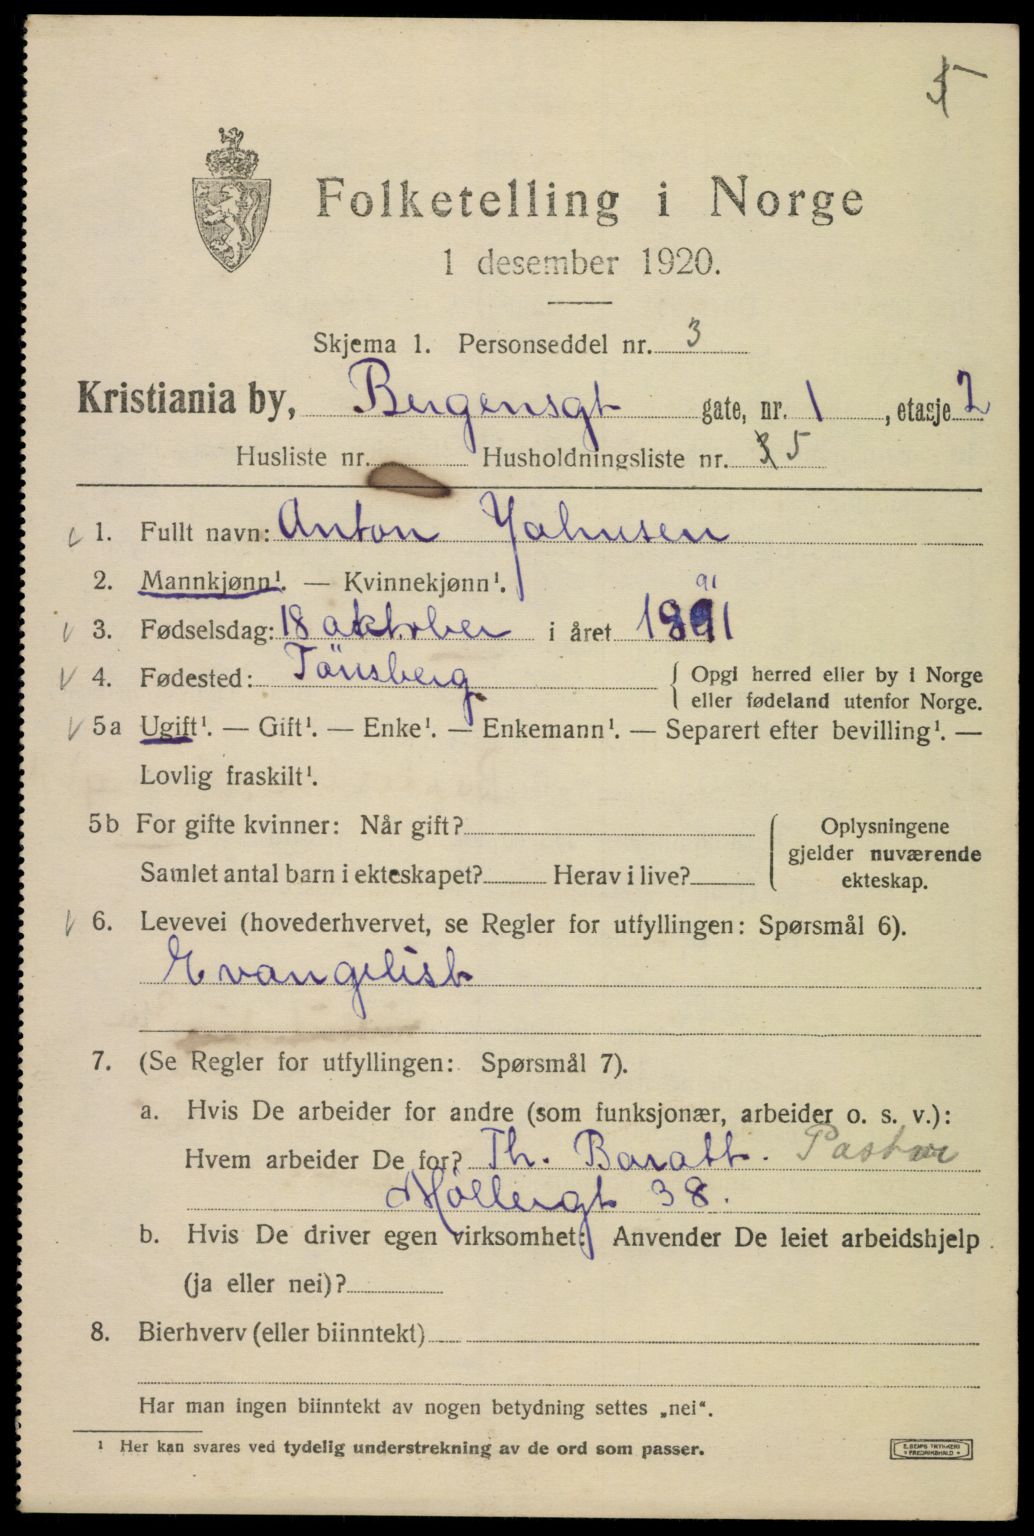 Folketelling i Norge
1 desember 1920.
Skjema 1. Personseddel nr. 3
Kristiania by, Bergensgt gate, nr. 1, etasje 2
Husliste nr. Husholdningsliste nr. 5
1. Fullt navn: Anton Johnsen
2. Mannkjønn¹. — Kvinnekjønn¹.
91
3. Fødselsdag: 18 oktober i året 1891
4. Fødested: Tönsberg { Opgi herred eller by i Norge
eller fødeland utenfor Norge.
5a Ugift¹. — Gift¹. — Enke¹. — Enkemann¹. — Separert efter bevilling¹. —
Lovlig fraskilt¹.
5b For gifte kvinner: Når gift? { Oplysningene
gjelder nuværende
Samlet antal barn i ekteskapet? Herav i live?
ekteskap.
6. Levevei (hovederhvervet, se Regler for utfyllingen: Spørsmål 6).
Evangelist
7. (Se Regler for utfyllingen: Spørsmål 7).
a. Hvis De arbeider for andre (som funksjonær, arbeider o. s. v.):
Hvem arbeider De for? Th. Baratt. Pastor
Möllergt 38.
b. Hvis De driver egen virksomhet: Anvender De leiet arbeidshjelp
(ja eller nei)?
8. Bierhverv (eller biinntekt)
Har man ingen biinntekt av nogen betydning settes „nei“.
¹ Her kan svares ved tydelig understrekning av de ord som passer.
E. SEMS TRYKKERI
FREDRIKSHALD